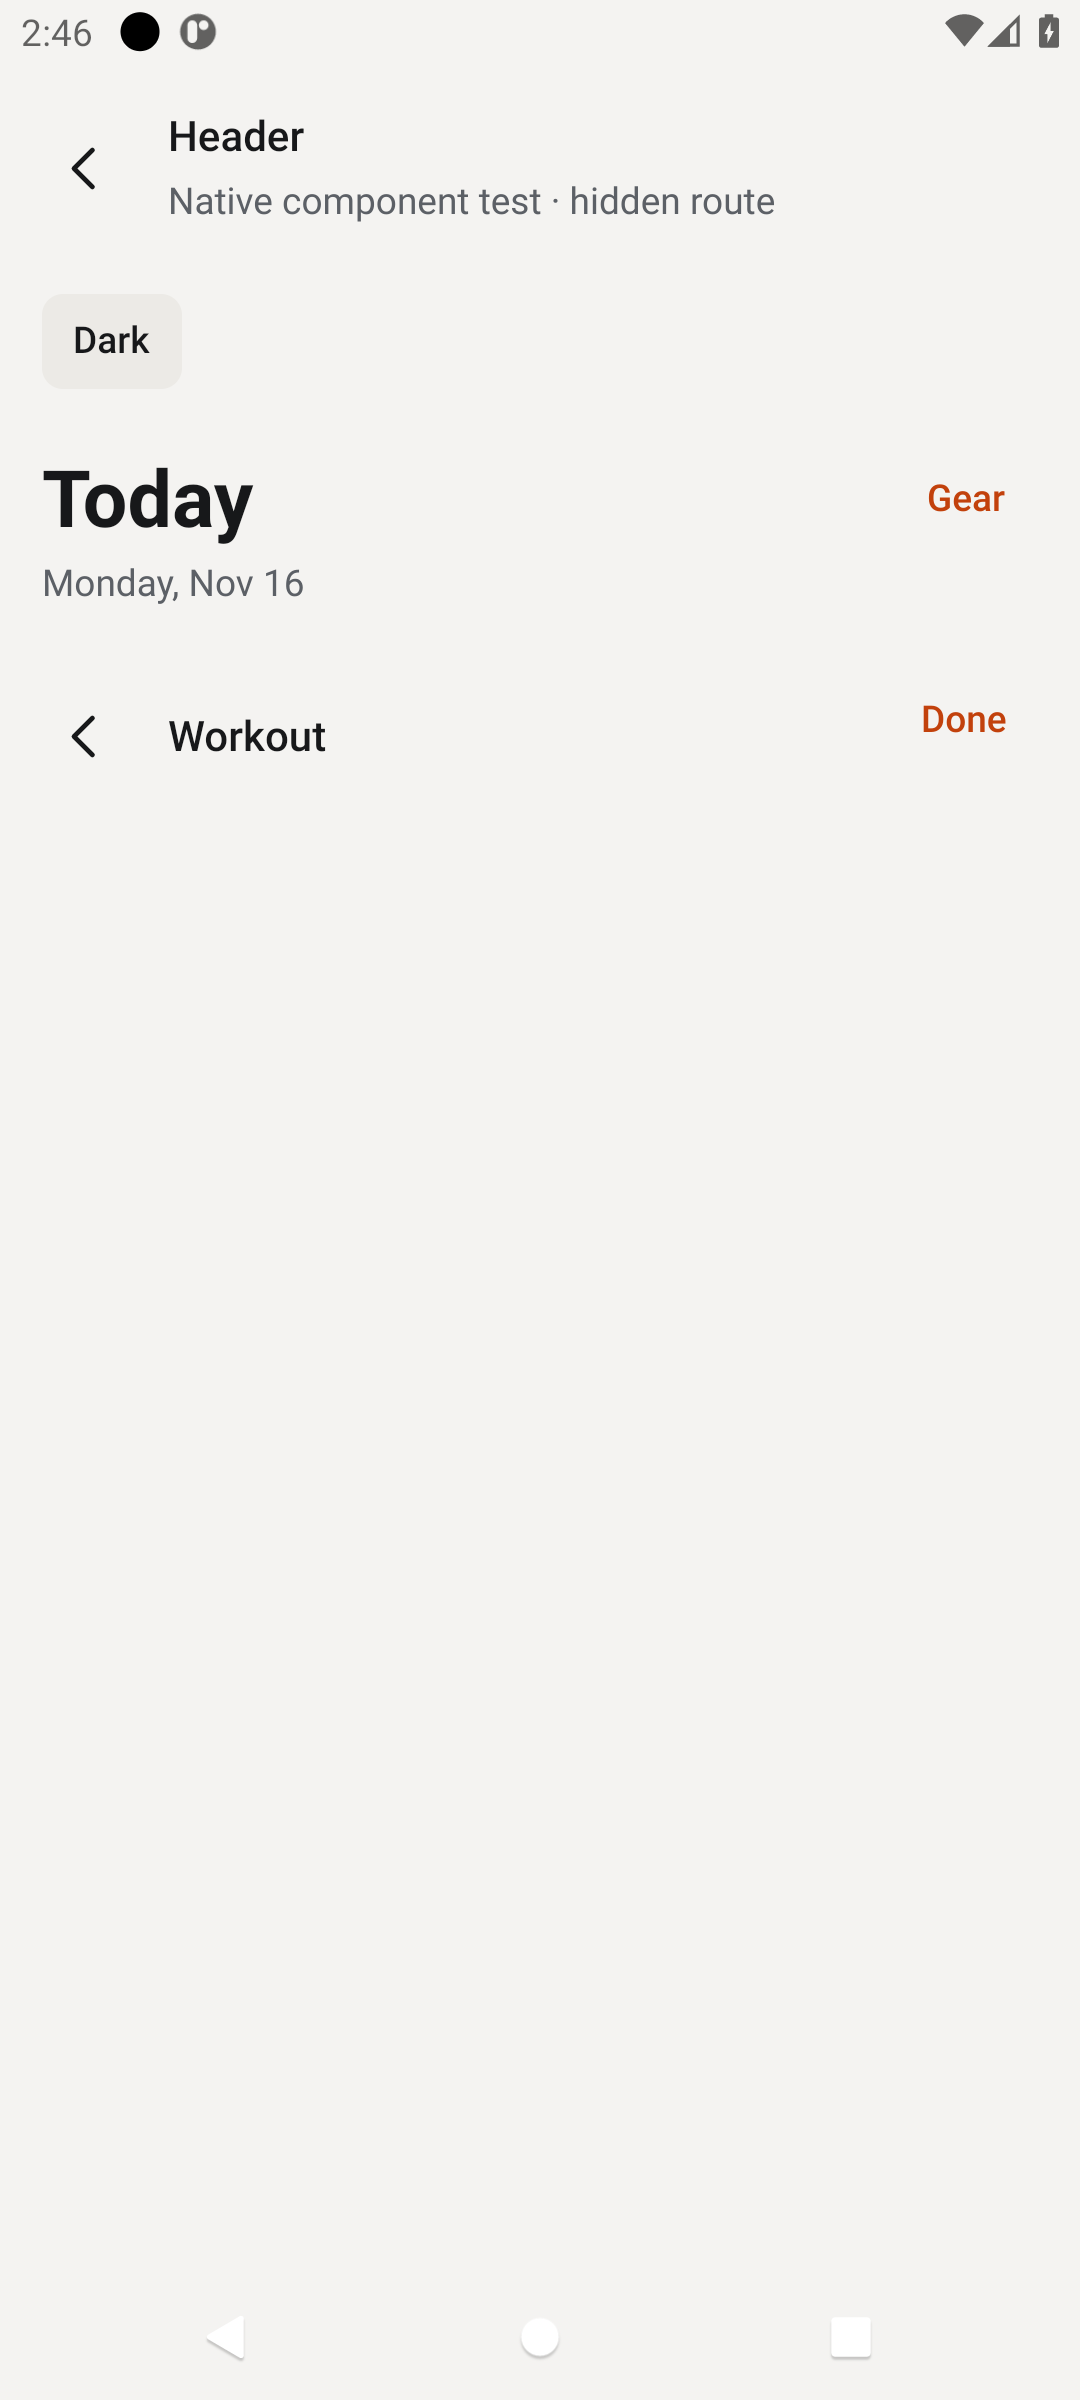 2:46
Header
Native component test · hidden route
Dark
Today
Gear
Monday, Nov 16
Workout
Done